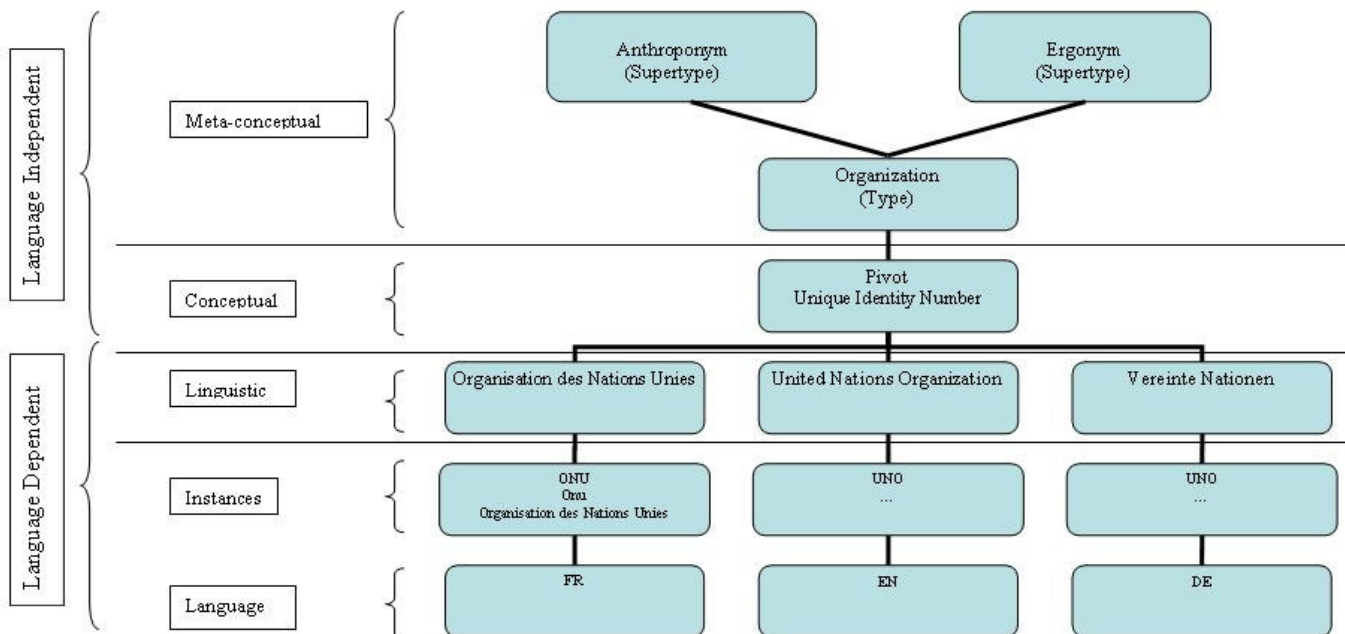 Language Independent
Meta-conceptual
Anthroponym
(Supertype)
Ergonym
(Supertype)
Organization
(Type)
Conceptual
Pivot
Unique Identity Number
Language Dependent
Linguistic
Organisation des Nations Unies
United Nations Organization
Vereinte Nationen
Instances
ONU
Onu
Organisation des Nations Unies
UNO
...
UNO
...
Language
FR
EN
DE